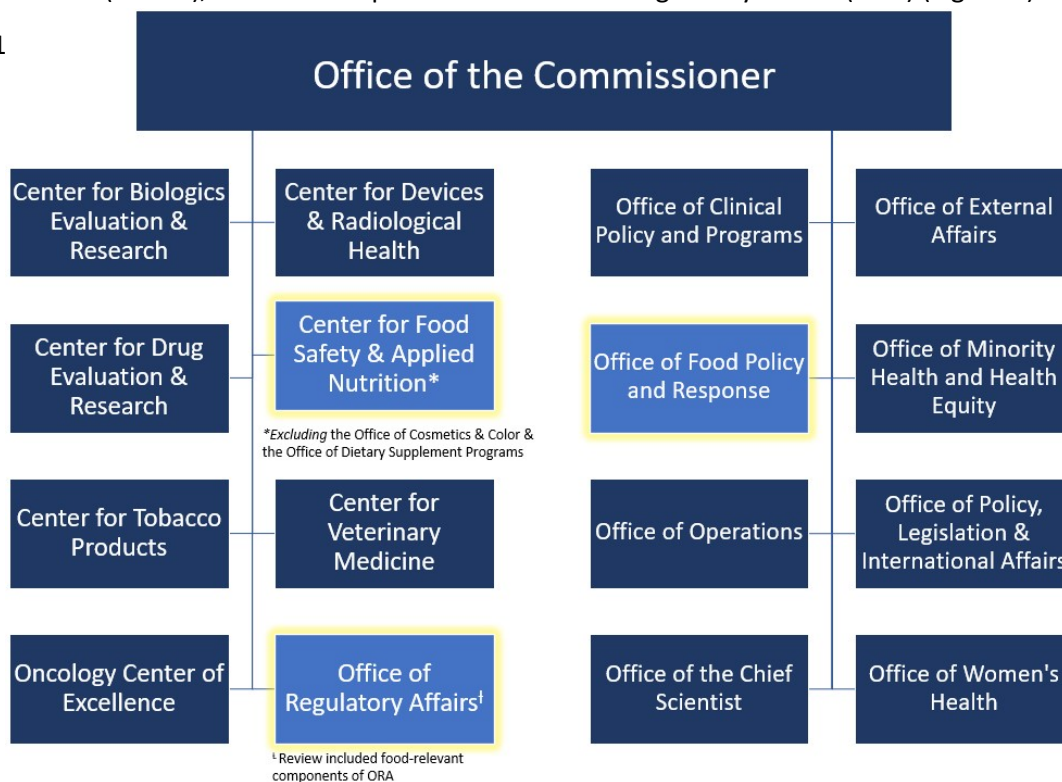 1
Office of the Commissioner
Center for Biologics
Evaluation &
Research
Center for Devices
& Radiological
Health
Office of Clinical
Policy and Programs
Office of External
Affairs
Center for Drug
Evaluation &
Research
Center for Food
Safety & Applied
Nutrition*
*Excluding the Office of Cosmetics & Color &
the Office of Dietary Supplement Programs
Office of Food Policy
and Response
Office of Minority
Health and Health
Equity
Center for Tobacco
Products
Center for
Veterinary
Medicine
Office of Operations
Office of Policy,
Legislation &
International Affairs
Oncology Center of
Excellence
Office of
Regulatory Affairsƚ
ƚ Review included food-relevant
components of ORA
Office of the Chief
Scientist
Office of Women's
Health